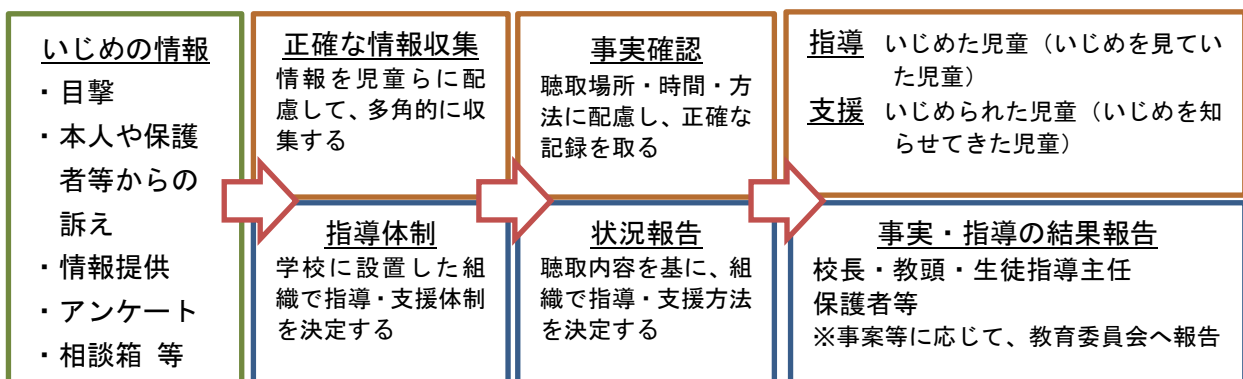 いじめの情報
・目撃
・本人や保護
者等からの
訴え
・情報提供
・アンケート
・相談箱 等
正確な情報収集
情報を児童らに配
慮して、多角的に収
集する
指導体制
学校に設置した組
織で指導・支援体制
を決定する
事実確認
聴取場所・時間・方
法に配慮し、正確な
記録を取る
状況報告
聴取内容を基に、組
織で指導・支援方法
を決定する
指導 いじめた児童（いじめを見てい
た児童）
支援 いじめられた児童（いじめを知
らせてきた児童）
事実・指導の結果報告
校長・教頭・生徒指導主任
保護者等
※事案等に応じて、教育委員会へ報告